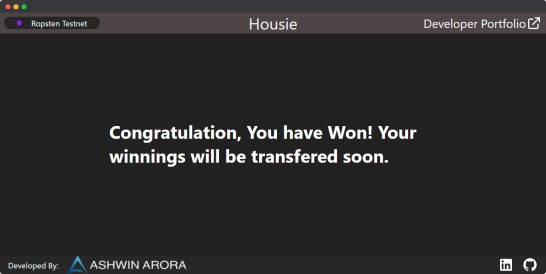 Ropsten Testnet
Housie
Developer Portfolio
Congratulation, You have Won! Your
winnings will be transfered soon.
Developed By:
ASHWIN ARORA
in